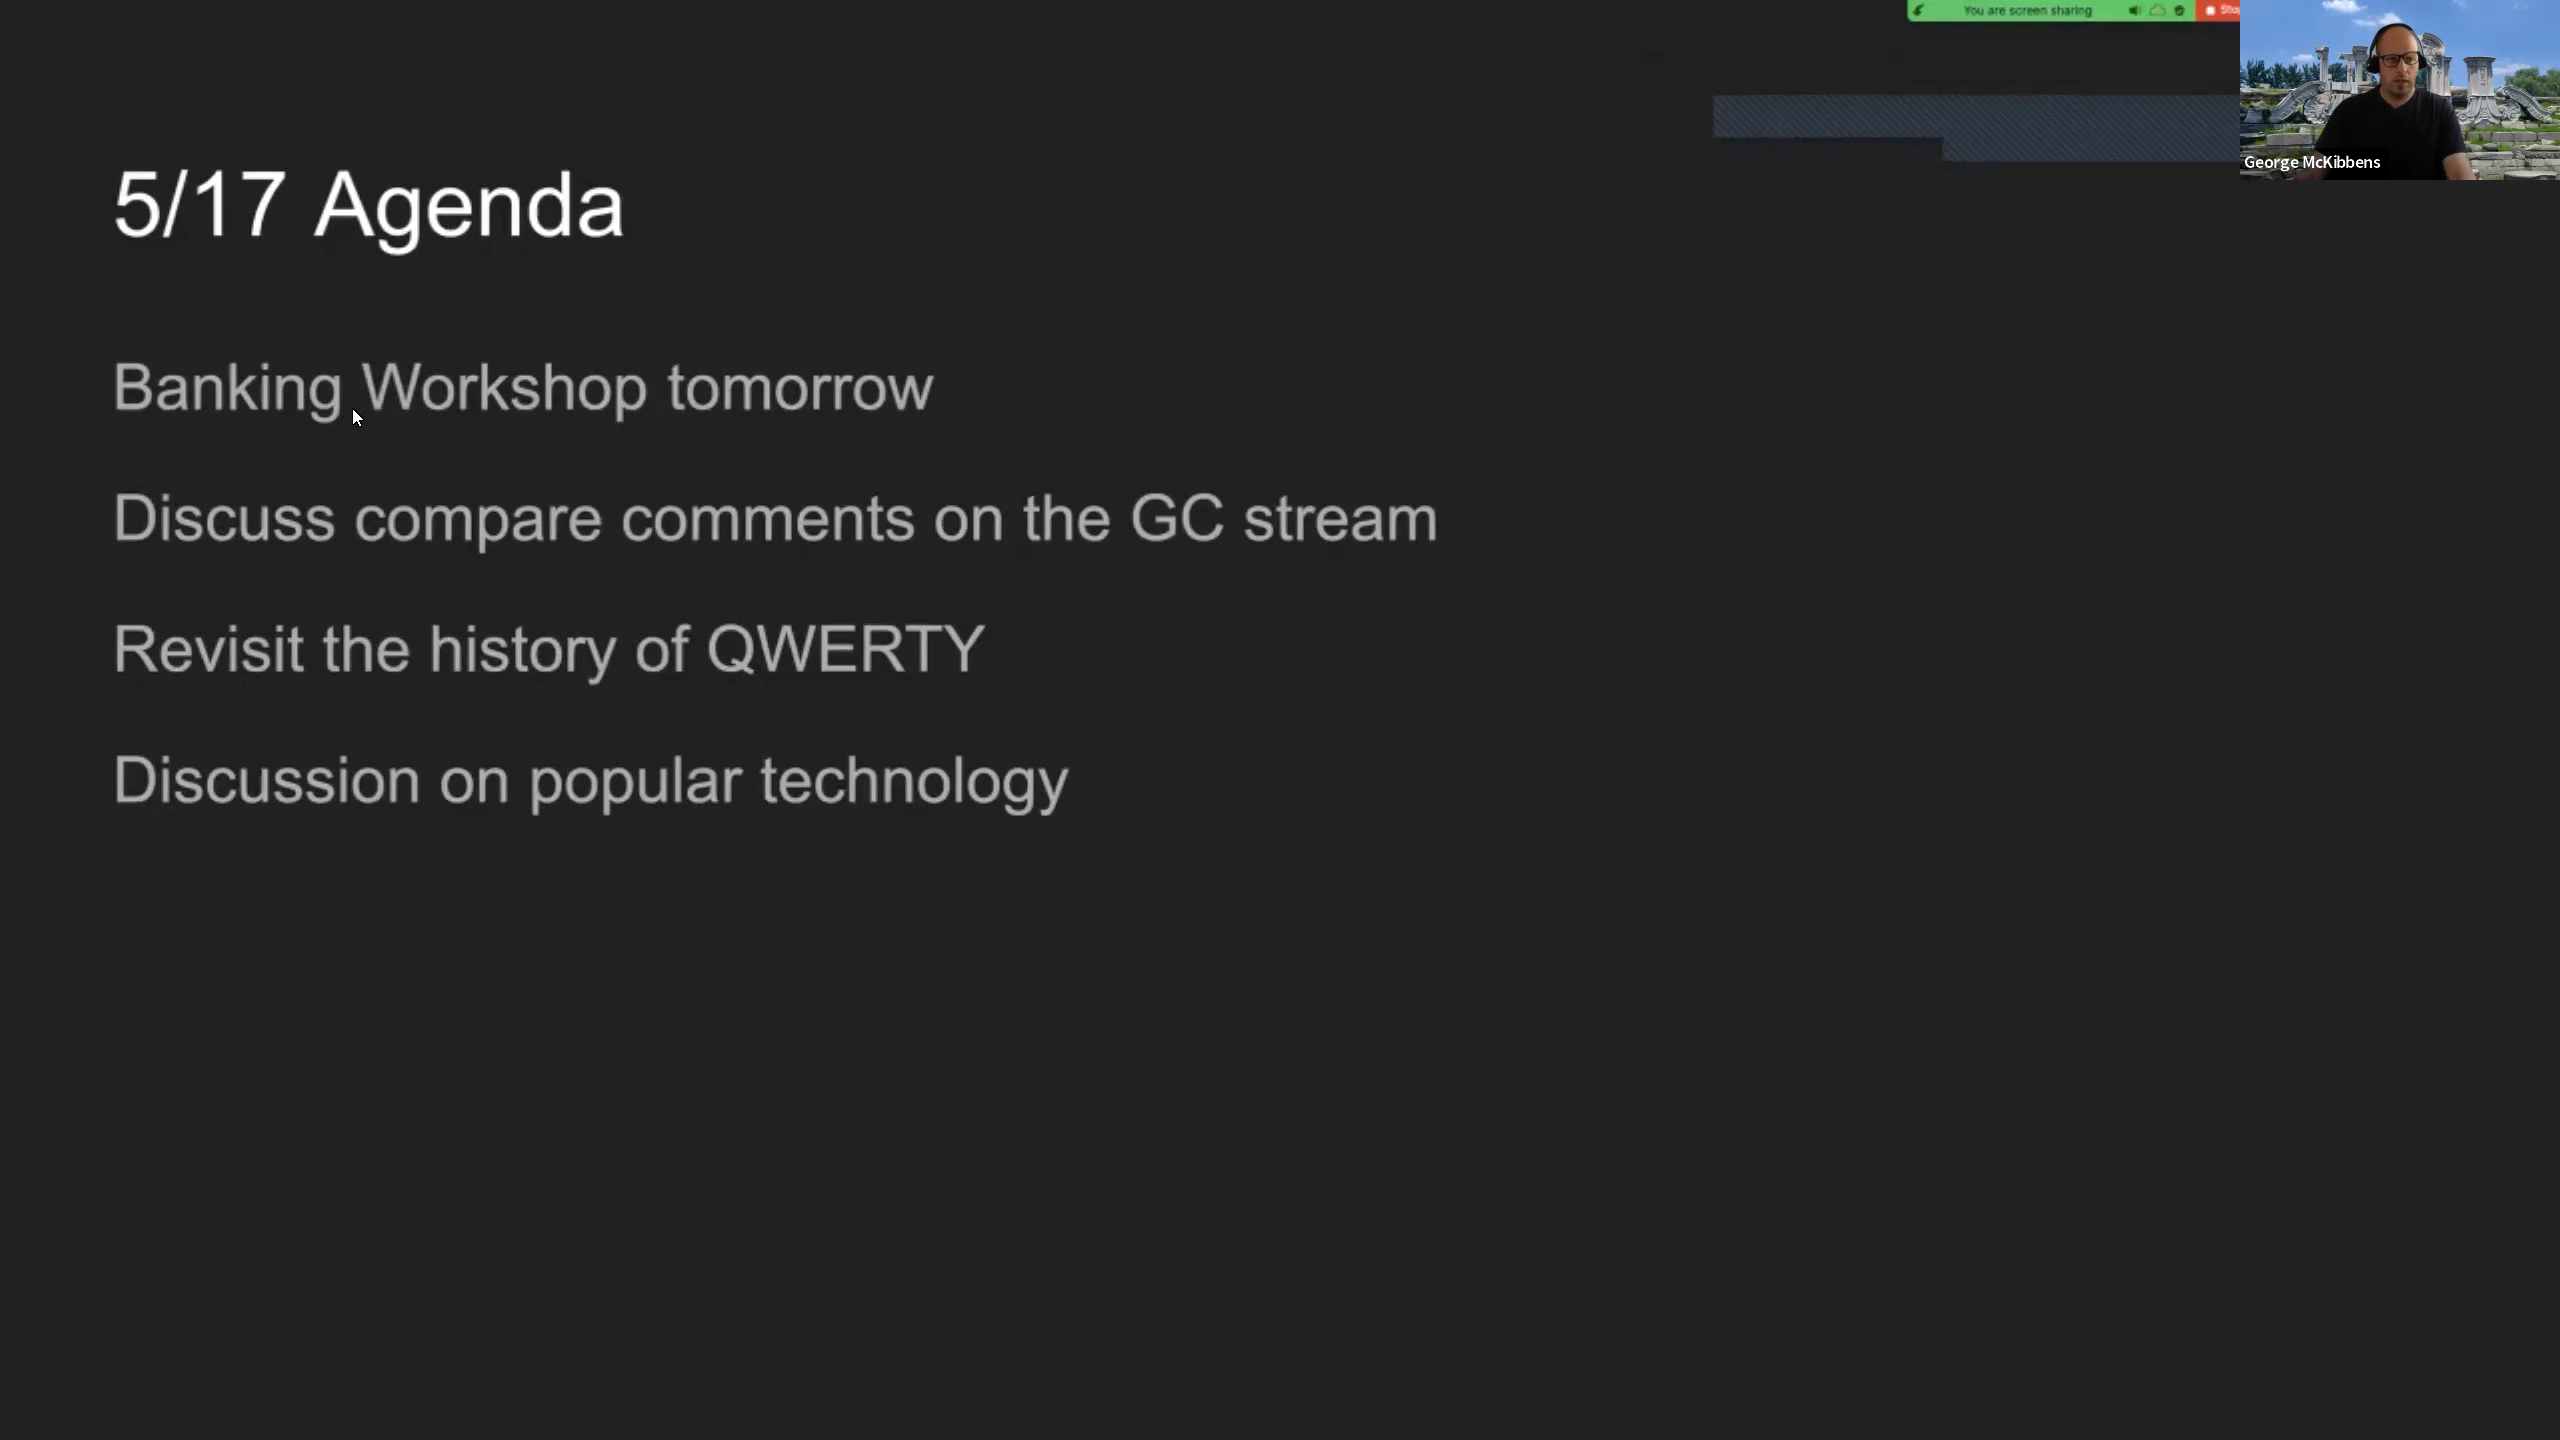 You are screen sharing
George McKibbens
5/17 Agenda
Banking Workshop tomorrow
Discuss compare comments on the GC stream
Revisit the history of QWERTY
Discussion on popular technology